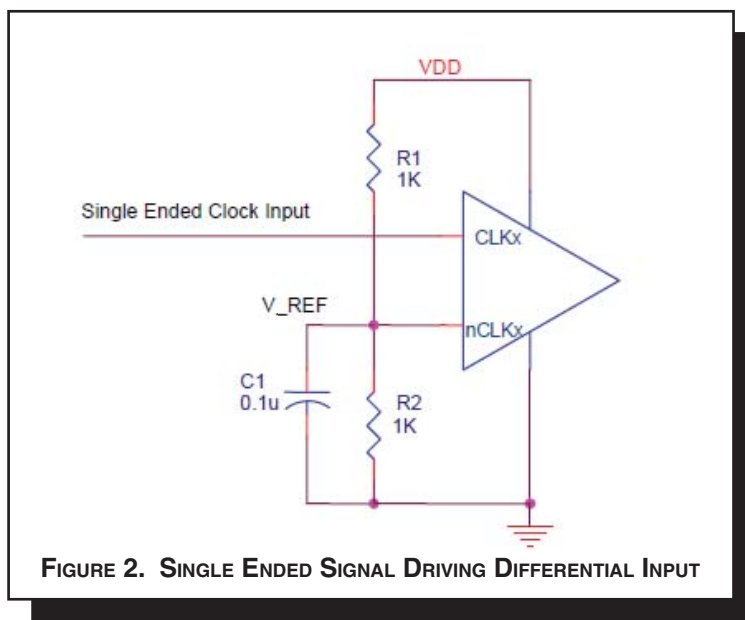 VDD
R1
1K
Single Ended Clock Input
CLKx
V_REF
nCLKx
C1
0.1u
R2
1K
FIGURE 2. SINGLE ENDED SIGNAL DRIVING DIFFERENTIAL INPUT